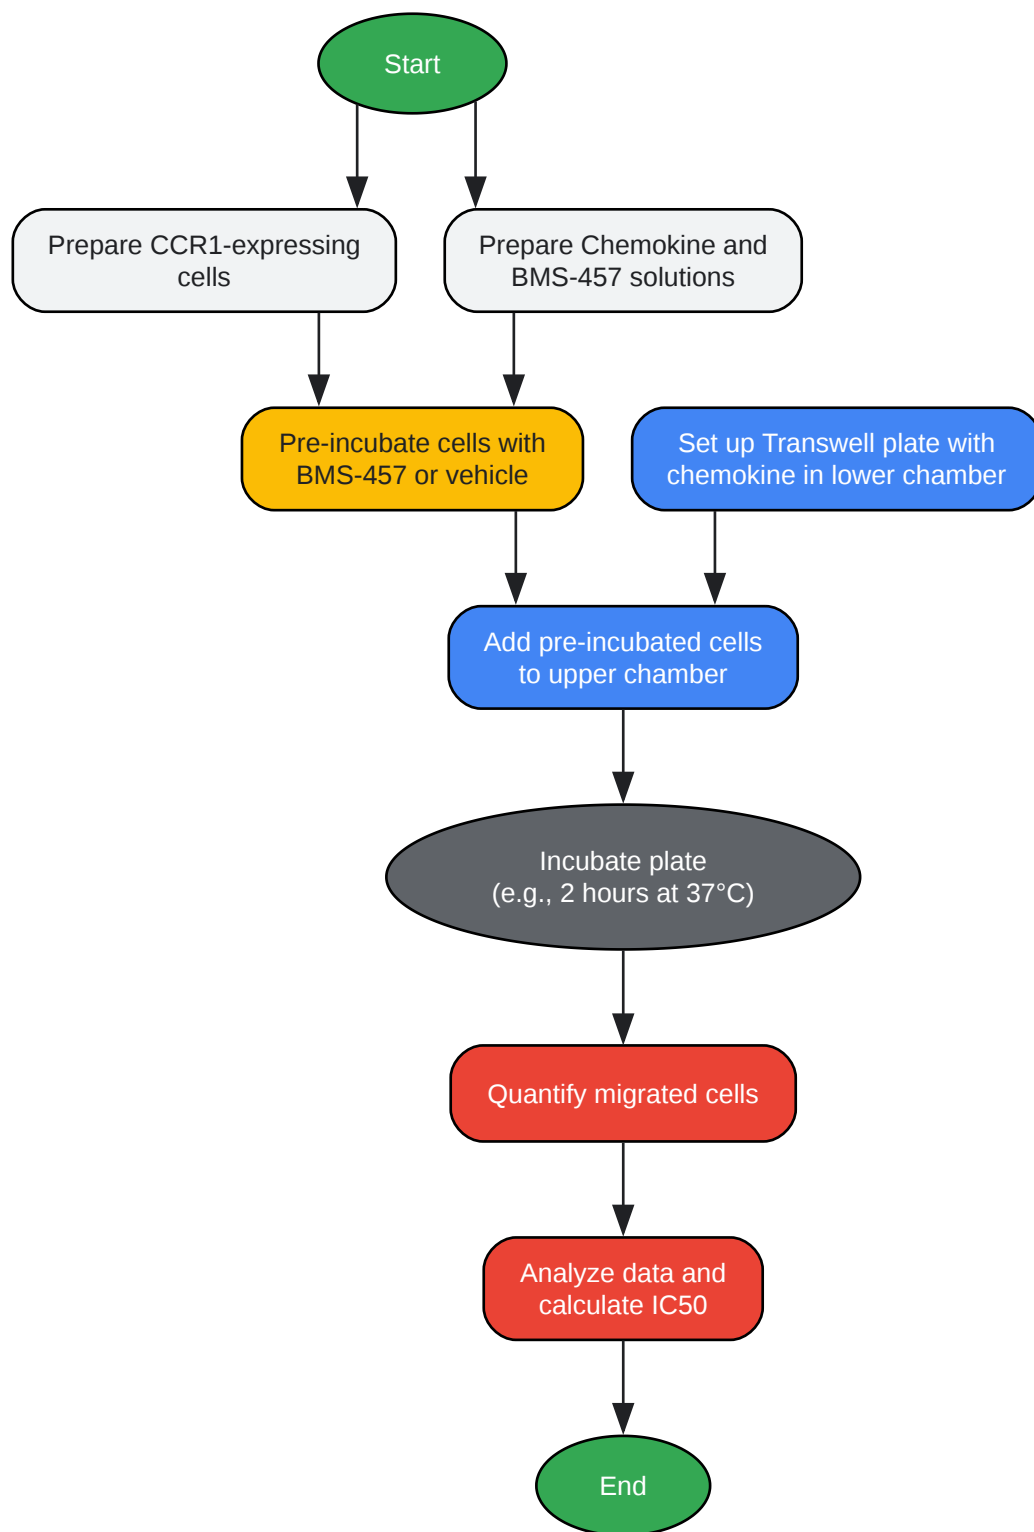 Start
Prepare CCR1-expressing
cells
Prepare Chemokine and
BMS-457 solutions
Pre-incubate cells with
BMS-457 or vehicle
Set up Transwell plate with
chemokine in lower chamber
Add pre-incubated cells
to upper chamber
Incubate plate
(e.g., 2 hours at 37°C)
Quantify migrated cells
Analyze data and
calculate IC50
End